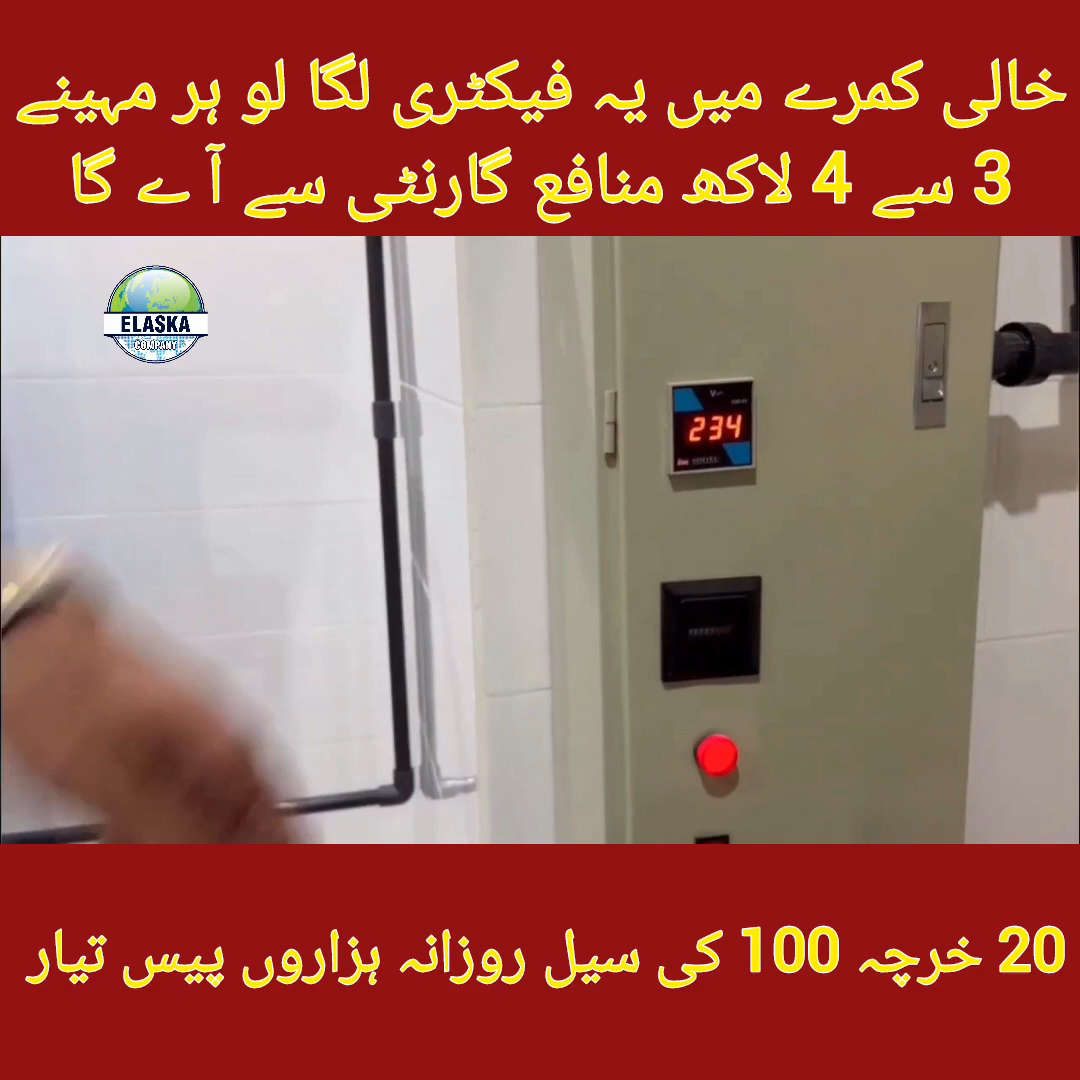 خالی کمرے میں یہ فیکٹری لگا لو ہر مہینے
3 سے 4 لاکھ منافع گارنٹی سے آ ے گا
ELASKA
COMPANY
234
20 خرچہ 100 کی سیل روزانہ ہزاروں پیس تیار